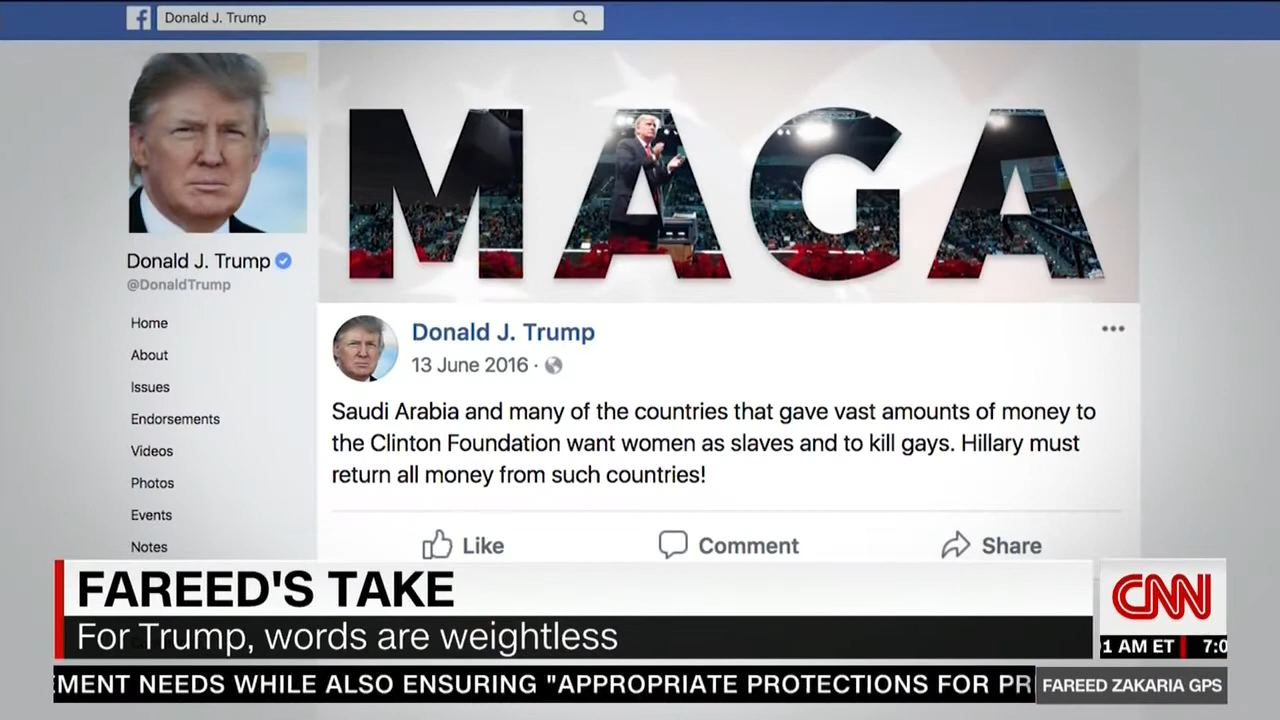 Donald J. Trump
MAGA
Donald J. Trump
@DonaldTrump
Home
About
Issues
Endorsements
Videos
Photos
Events
Notes
Donald J. Trump
13 June 2016 ·
Saudi Arabia and many of the countries that gave vast amounts of money to
the Clinton Foundation want women as slaves and to kill gays. Hillary must
return all money from such countries!
Like Comment Share
FAREED'S TAKE
For Trump, words are weightless
CNN
1 AM ET 7:0
MENT NEEDS WHILE ALSO ENSURING "APPROPRIATE PROTECTIONS FOR PR
FAREED ZAKARIA GPS